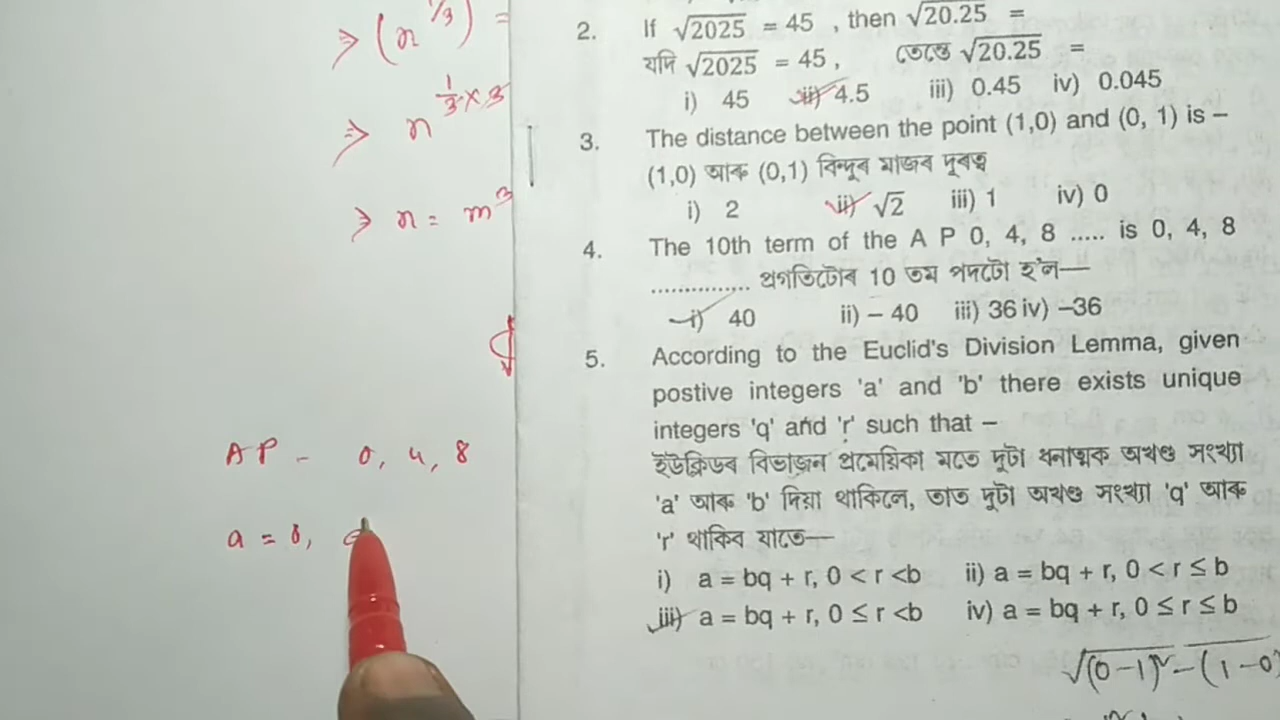 ⇒ (n^1/3) =
⇒ n^1/3×3
⇒ n = m^3
AP - 0, 4, 8
a = 0,
2. If √2025 = 45 , then √20.25 =
যদি √2025 = 45 , তেন্তে √20.25 =
i) 45 ii) 4.5 iii) 0.45 iv) 0.045
3. The distance between the point (1,0) and (0, 1) is –
(1,0) আৰু (0,1) বিন্দুৰ মাজৰ দূৰত্ব
i) 2 ii) √2 iii) 1 iv) 0
4. The 10th term of the A P 0, 4, 8 ..... is 0, 4, 8
............... প্ৰগতিটোৰ 10 তম পদটো হ'ল—
i) 40 ii) – 40 iii) 36 iv) –36
5. According to the Euclid's Division Lemma, given
postive integers 'a' and 'b' there exists unique
integers 'q' and 'r' such that –
ইউক্লিডৰ বিভাজন প্ৰমেয়িকা মতে দুটা ধনাত্মক অখণ্ড সংখ্যা
'a' আৰু 'b' দিয়া থাকিলে, তাত দুটা অখণ্ড সংখ্যা 'q' আৰু
'r' থাকিব যাতে—
i) a = bq + r, 0 < r <b ii) a = bq + r, 0 < r ≤ b
iii) a = bq + r, 0 ≤ r <b iv) a = bq + r, 0 ≤ r ≤ b
√(0-1)² - (1-0)